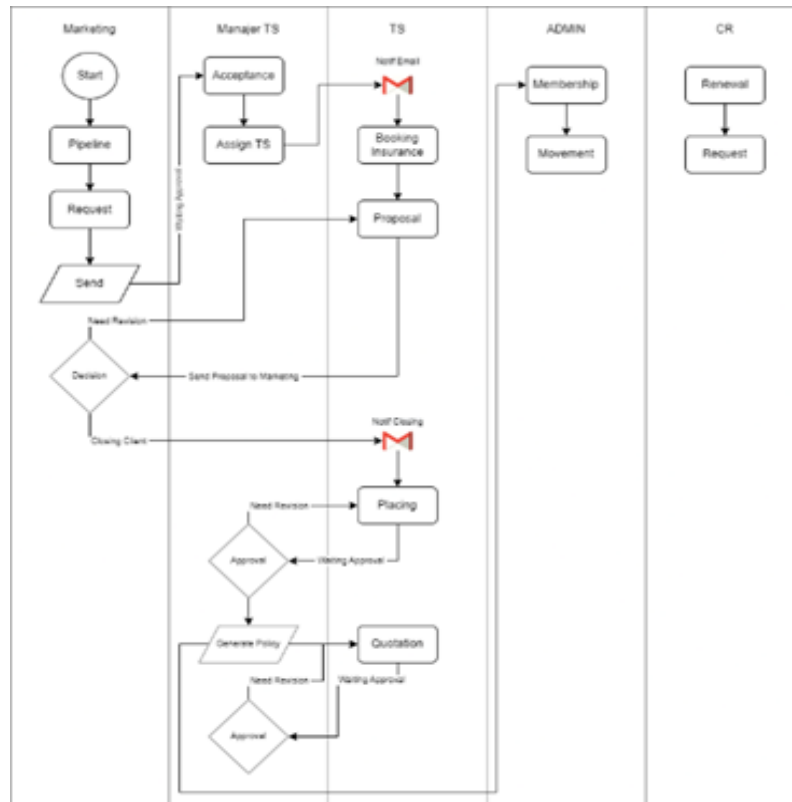 Marketing
Manajer TS
TS
ADMIN
CR
Start
Acceptance
Notif Email
Membership
Renewal
Pipeline
Assign TS
Booking
Insurance
Movement
Request
Request
Waiting Approval
Proposal
Send
Need Revision
Decision
Send Proposal to Marketing
Notif Closing
Closing Client
Need Revision
Placing
Approval
Waiting Approval
Generate Policy
Quotation
Need Revision
Waiting Approval
Approval